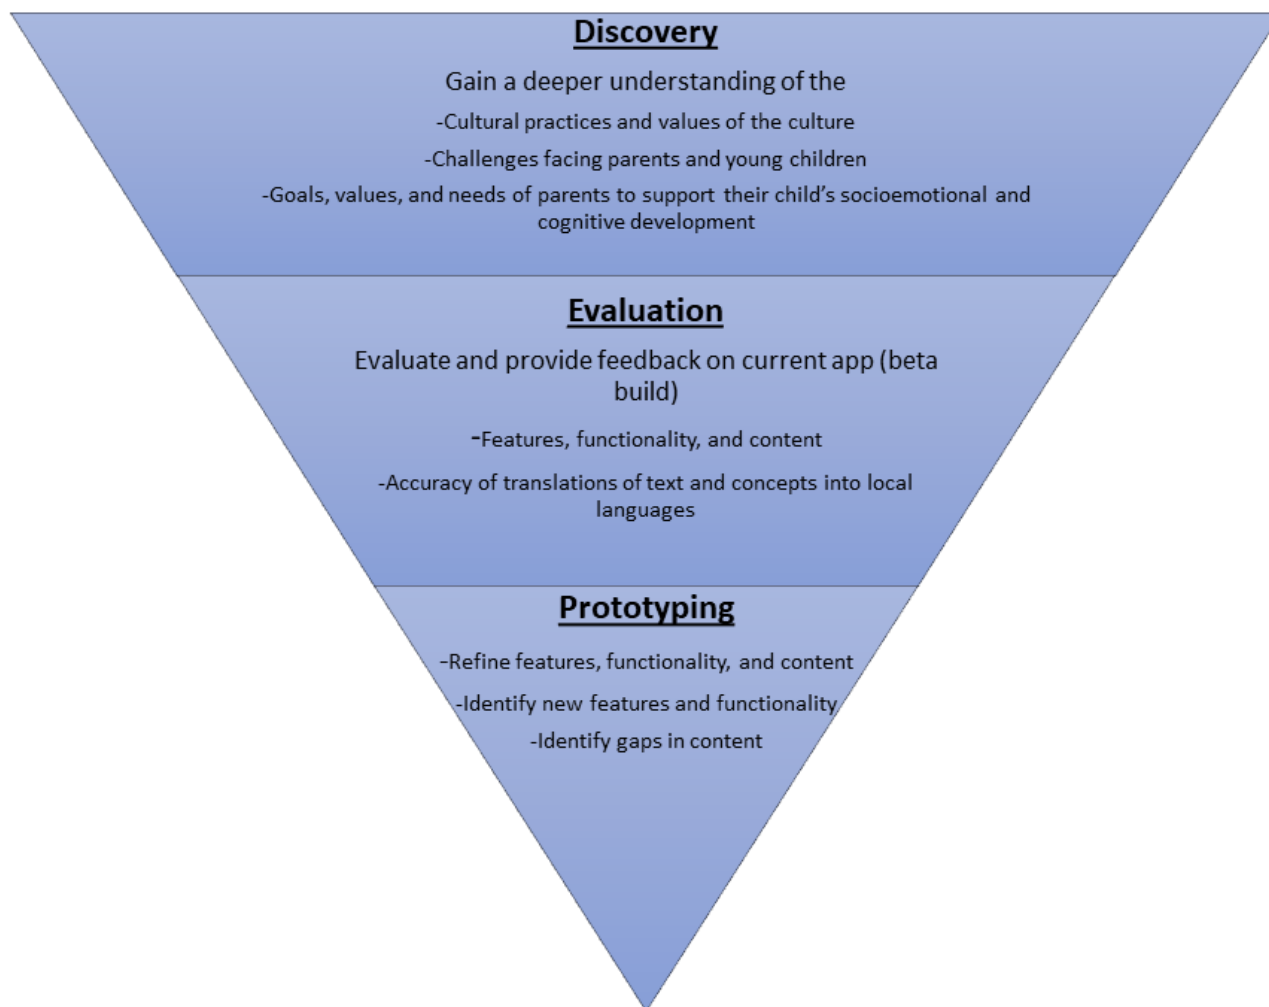 Discovery
Gain a deeper understanding of the
-Cultural practices and values of the culture
-Challenges facing parents and young children
-Goals, values, and needs of parents to support their child’s socioemotional and
cognitive development
Evaluation
Evaluate and provide feedback on current app (beta
build)
-Features, functionality, and content
-Accuracy of translations of text and concepts into local
languages
Prototyping
-Refine features, functionality, and content
-Identify new features and functionality
-Identify gaps in content